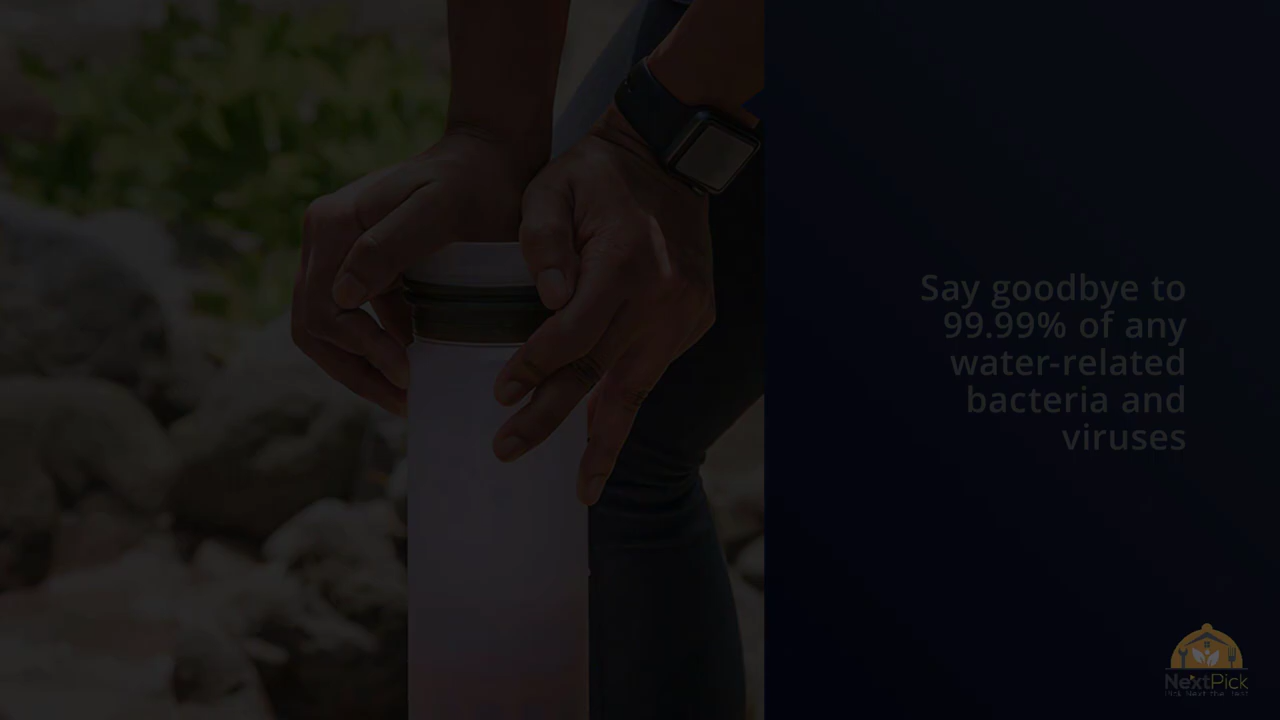 Say goodbye to
99.99% of any
water-related
bacteria and
viruses
NextPick